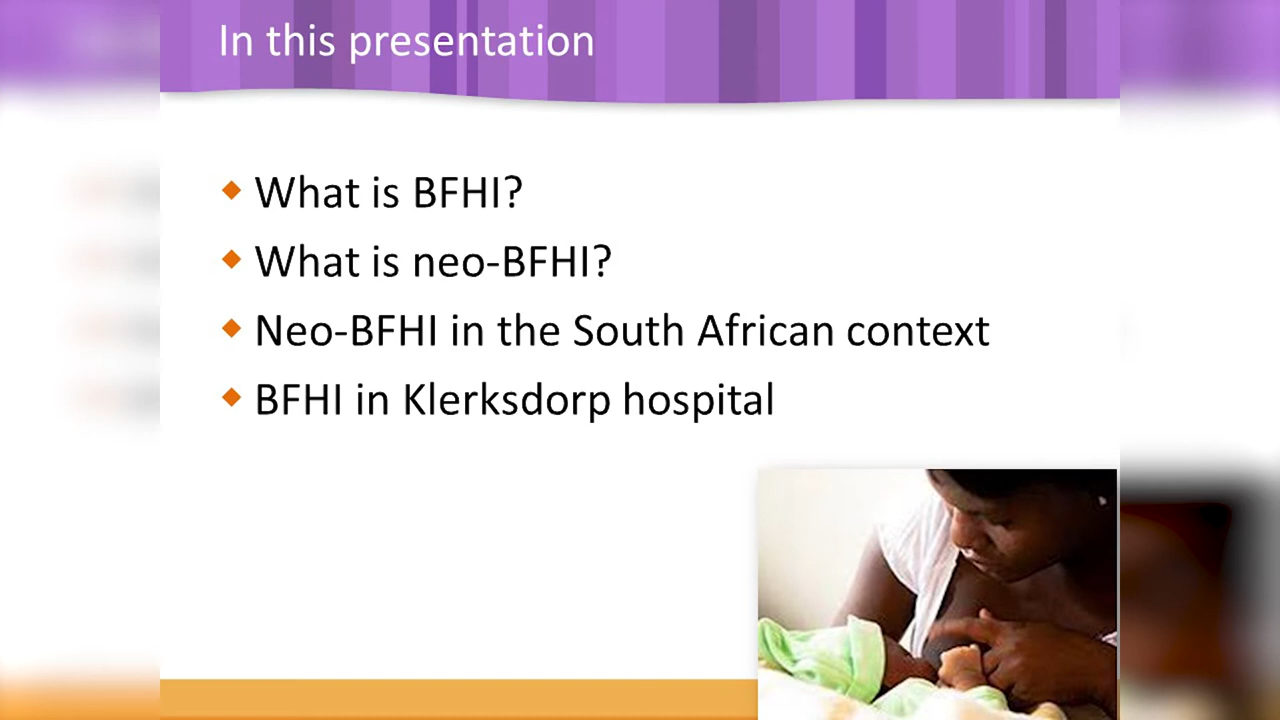 In this presentation
What is BFHI?
What is neo-BFHI?
Neo-BFHI in the South African context
BFHI in Klerksdorp hospital